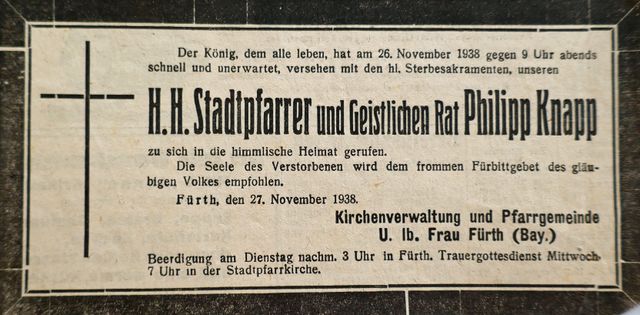 Der König, dem alle leben, hat am 26. November 1938 gegen 9 Uhr abends
schnell und unerwartet, versehen mit den hl. Sterbesakramenten, unseren
H.H. Stadtpfarrer und Geistlichen Rat Philipp Knapp
zu sich in die himmlische Heimat gerufen.
Die Seele des Verstorbenen wird dem frommen Fürbittgebet des gläu-
bigen Volkes empfohlen.
Fürth, den 27. November 1938.
Kirchenverwaltung und Pfarrgemeinde
U. lb. Frau Fürth (Bay.)
Beerdigung am Dienstag nachm. 3 Uhr in Fürth. Trauergottesdienst Mittwoch
7 Uhr in der Stadtpfarrkirche.